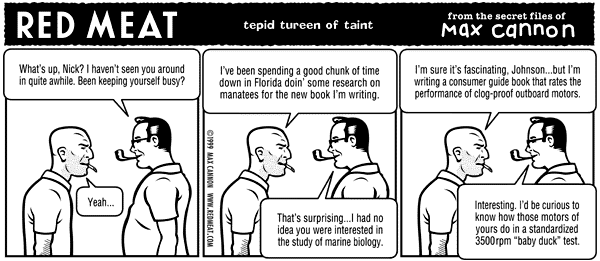 RED MEAT
tepid tureen of taint
from the secret files of
Max cannon
What's up, Nick? I haven't seen you around
in quite awhile. Been keeping yourself busy?
Yeah...
©1999 MAX CANNON WWW.REDMEAT.COM
I've been spending a good chunk of time
down in Florida doin' some research on
manatees for the new book I'm writing.
That's surprising...I had no
idea you were interested in
the study of marine biology.
I'm sure it's fascinating, Johnson...but I'm
writing a consumer guide book that rates the
performance of clog-proof outboard motors.
Interesting. I'd be curious to
know how those motors of
yours do in a standardized
3500rpm "baby duck" test.